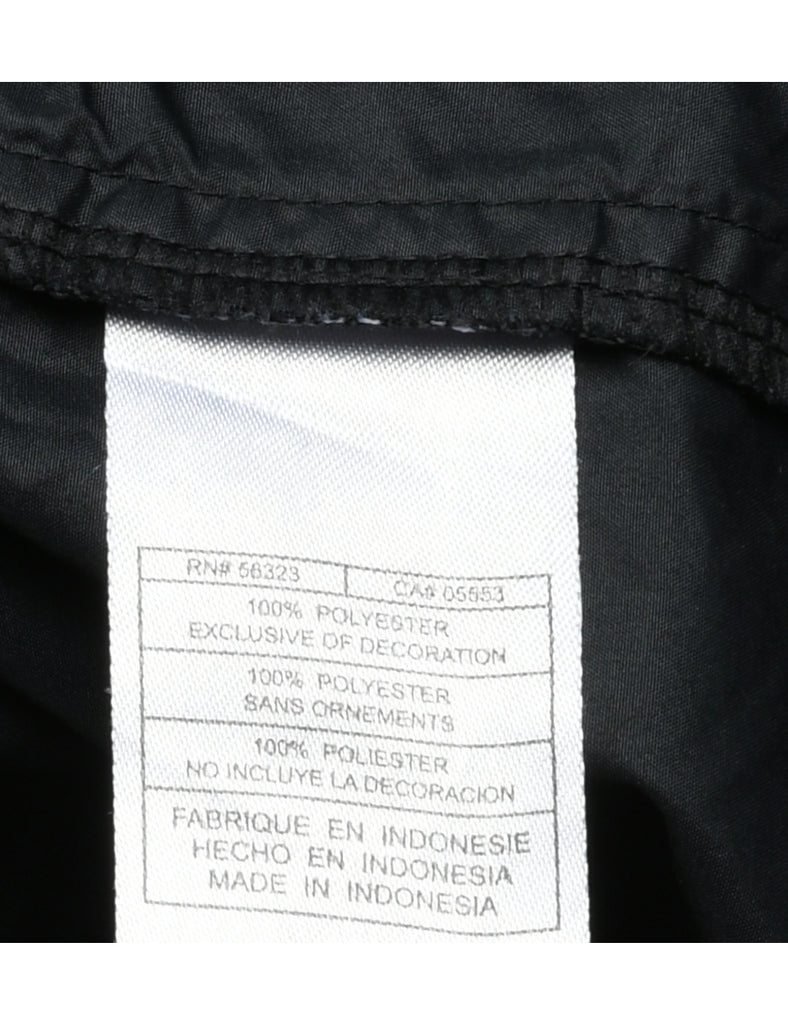 RN# 56323 CA# 05553
100% POLYESTER
EXCLUSIVE OF DECORATION
100% POLYESTER
SANS ORNEMENTS
100% POLIESTER
NO INCLUYE LA DECORACION
FABRIQUE EN INDONESIE
HECHO EN INDONESIA
MADE IN INDONESIA